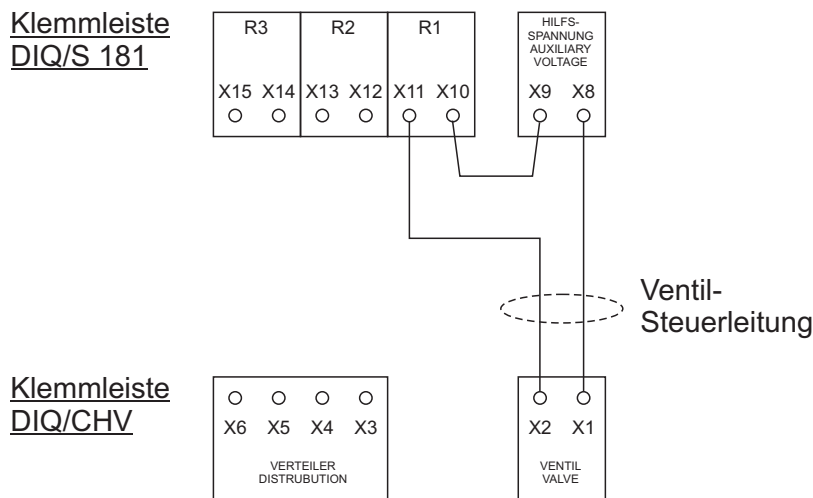 Klemmleiste
DIQ/S 181
R3 R2 R1
HILFS-
SPANNUNG
AUXILIARY
VOLTAGE
X15 X14 X13 X12 X11 X10 X9 X8
Ventil-
Steuerleitung
Klemmleiste
DIQ/CHV
X6 X5 X4 X3 X2 X1
VERTEILER
DISTRUBUTION
VENTIL
VALVE